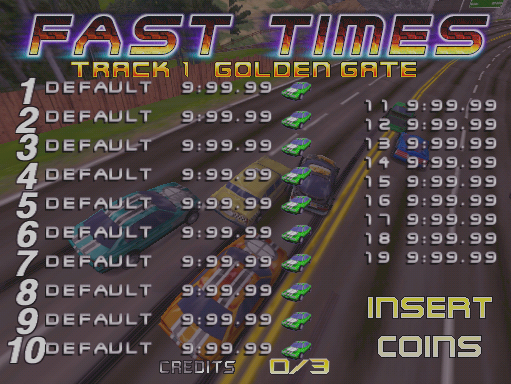 FAST TIMES
TRACK 1 GOLDEN GATE
1 DEFAULT 9:99.99
2 DEFAULT 9:99.99
3 DEFAULT 9:99.99
4 DEFAULT 9:99.99
5 DEFAULT 9:99.99
6 DEFAULT 9:99.99
7 DEFAULT 9:99.99
8 DEFAULT 9:99.99
9 DEFAULT 9:99.99
10 DEFAULT 9:99.99
11 9:99.99
12 9:99.99
13 9:99.99
14 9:99.99
15 9:99.99
16 9:99.99
17 9:99.99
18 9:99.99
19 9:99.99
INSERT
COINS
CREDITS 0/3